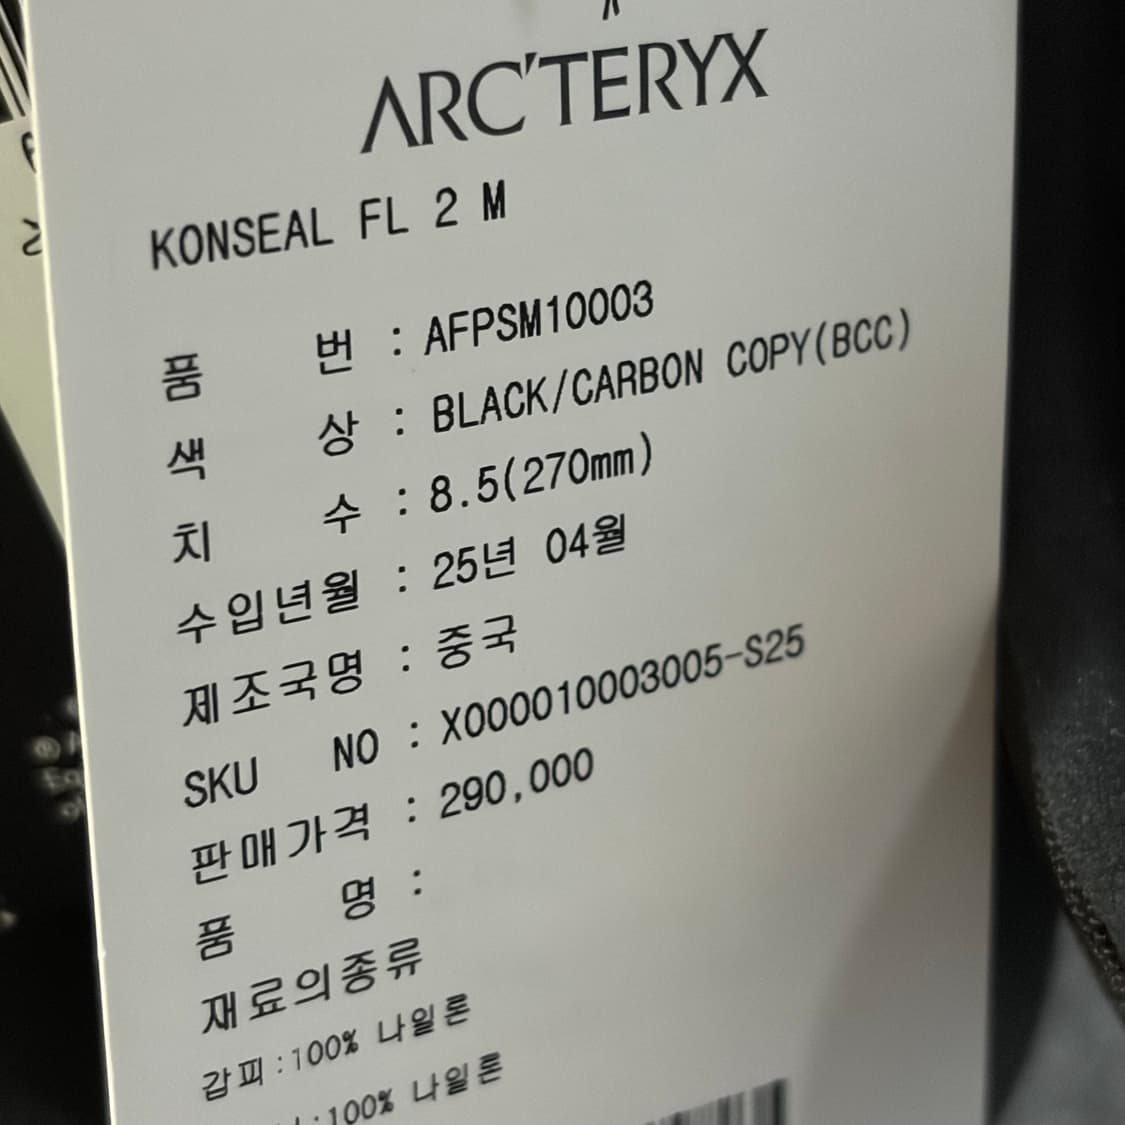 ARC'TERYX
KONSEAL FL 2 M
품 번 : AFPSM10003
색 상 : BLACK/CARBON COPY(BCC)
치 수 : 8.5(270mm)
수입년월 : 25년 04월
제조국명 : 중국
SKU NO : X000010003005-S25
판매가격 : 290,000
품 명 :
재료의종류
갑피:100% 나일론
:100% 나일론